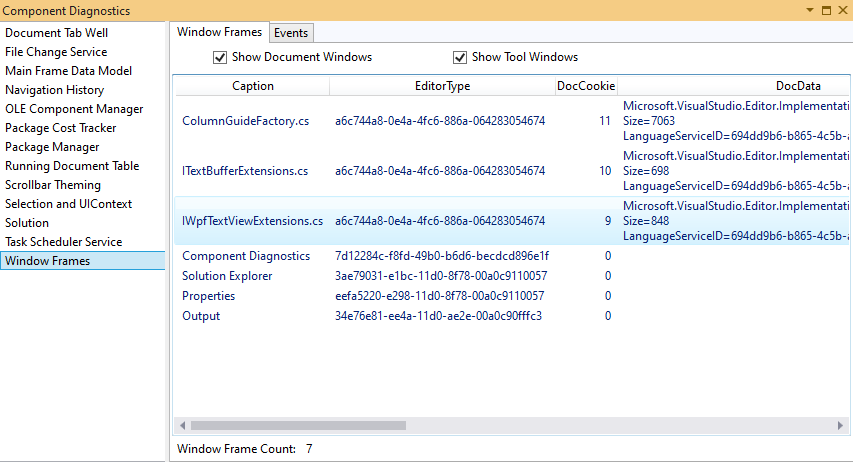 Component Diagnostics
Document Tab Well
File Change Service
Main Frame Data Model
Navigation History
OLE Component Manager
Package Cost Tracker
Package Manager
Running Document Table
Scrollbar Theming
Selection and UIContext
Solution
Task Scheduler Service
Window Frames
Window Frames Events
Show Document Windows Show Tool Windows
Caption EditorType DocCookie DocData
Microsoft.VisualStudio.Editor.Implementati
ColumnGuideFactory.cs a6c744a8-0e4a-4fc6-886a-064283054674 11 Size=7063
LanguageServiceID=694dd9b6-b865-4c5b-a
Microsoft.VisualStudio.Editor.Implementati
ITextBufferExtensions.cs a6c744a8-0e4a-4fc6-886a-064283054674 10 Size=698
LanguageServiceID=694dd9b6-b865-4c5b-a
Microsoft.VisualStudio.Editor.Implementati
IWpfTextViewExtensions.cs a6c744a8-0e4a-4fc6-886a-064283054674 9 Size=848
LanguageServiceID=694dd9b6-b865-4c5b-a
Component Diagnostics 7d12284c-f8fd-49b0-b6d6-becdcd896e1f 0
Solution Explorer 3ae79031-e1bc-11d0-8f78-00a0c9110057 0
Properties eefa5220-e298-11d0-8f78-00a0c9110057 0
Output 34e76e81-ee4a-11d0-ae2e-00a0c90fffc3 0
Window Frame Count: 7